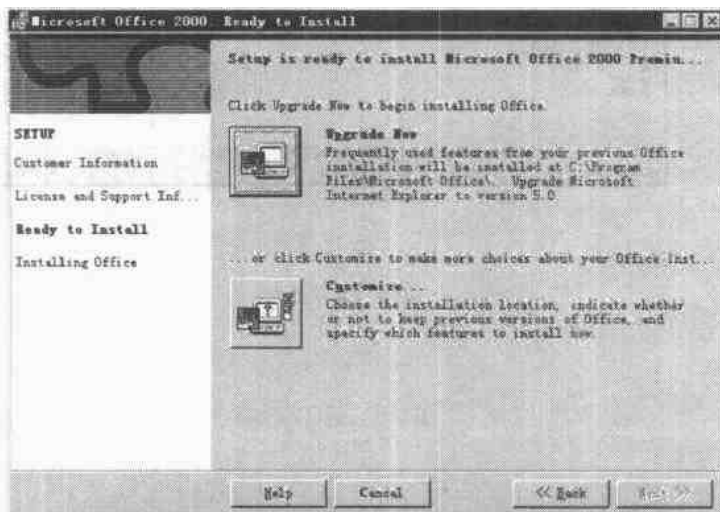 Microsoft Office 2000 Ready to Install
Setup is ready to install Microsoft Office 2000 Premiu...
Click Upgrade Now to begin installing Office.
SETUP
Customer Information
License and Support Inf...
Ready to Install
Installing Office
Upgrade Now
Frequently used features from your previous Office
installation will be installed at C:\Program
Files\Microsoft Office\. Upgrade Microsoft
Internet Explorer to version 5.0
...or click Customize to make more choices about your Office inst...
Customize ...
Choose the installation location, indicate whether
or not to keep previous versions of Office, and
specify which features to install now
Help
Cancel
<< Back
Next >>